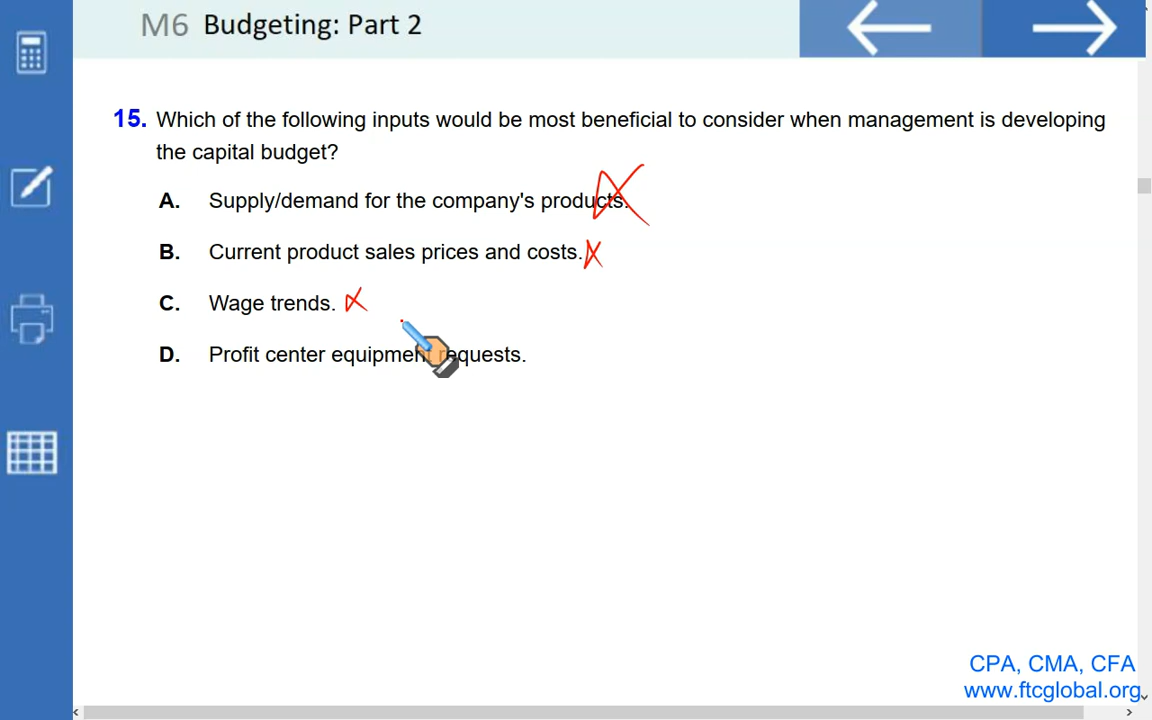 M6 Budgeting: Part 2
15. Which of the following inputs would be most beneficial to consider when management is developing
the capital budget?
A. Supply/demand for the company's products.
B. Current product sales prices and costs.
C. Wage trends.
D. Profit center equipment requests.
CPA, CMA, CFA
www.ftcglobal.org